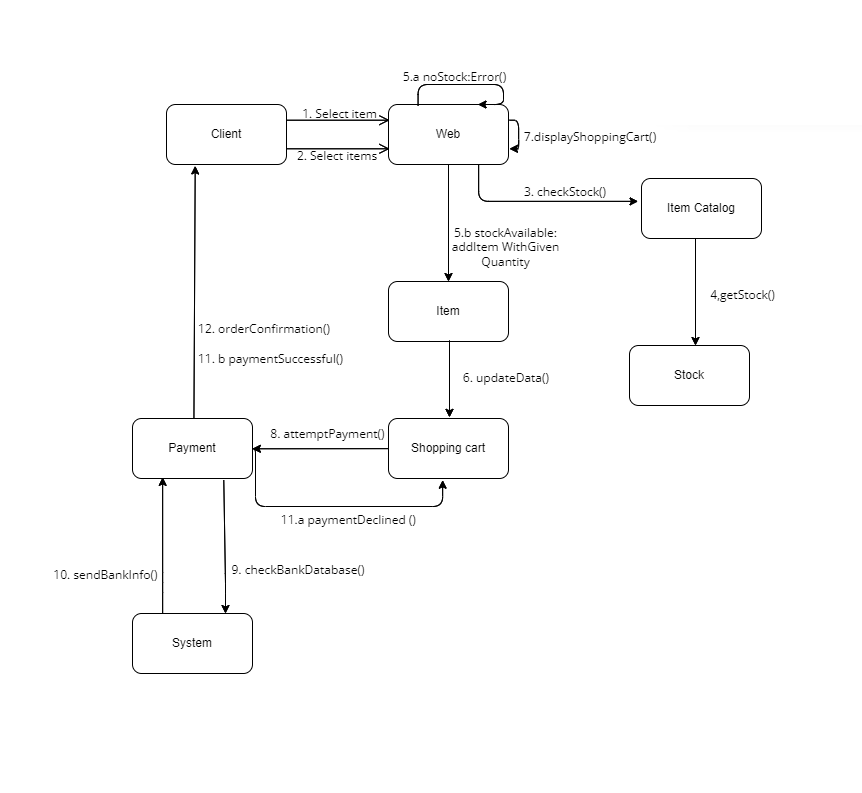 5.a noStock:Error()
1. Select item
Client
Web
7.displayShoppingCart()
2. Select items
3. checkStock()
Item Catalog
5.b stockAvailable:
addItem WithGiven
Quantity
4,getStock()
Item
12. orderConfirmation()
11. b paymentSuccessful()
6. updateData()
Stock
8. attemptPayment()
Payment
Shopping cart
11.a paymentDeclined ()
10. sendBankInfo()
9. checkBankDatabase()
System